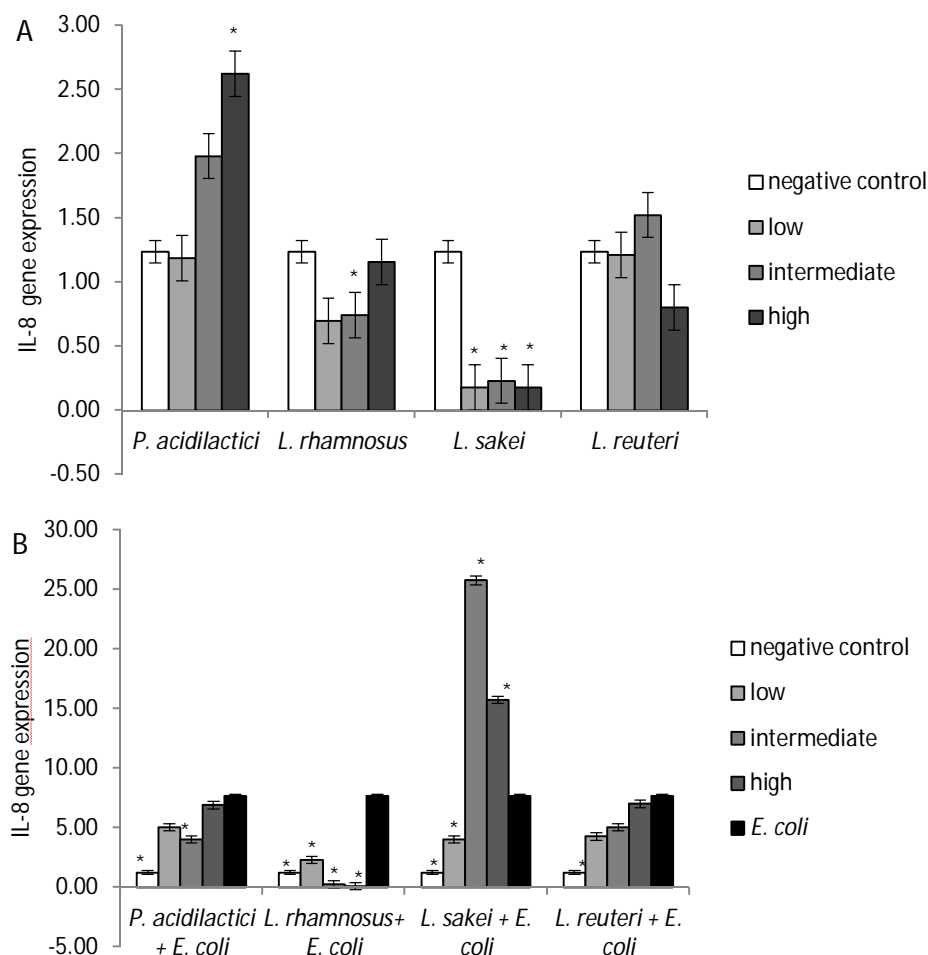 A
3.00
2.50
2.00
1.50
1.00
0.50
0.00
-0.50
IL-8 gene expression
*
*
* * *
P. acidilactici L. rhamnosus L. sakei L. reuteri
negative control
low
intermediate
high
B
30.00
25.00
20.00
15.00
10.00
5.00
0.00
-5.00
IL-8 gene expression
* *
* * * *
* * * *
*
P. acidilactici + E. coli
L. rhamnosus+ E. coli
L. sakei + E. coli
L. reuteri + E. coli
negative control
low
intermediate
high
E. coli